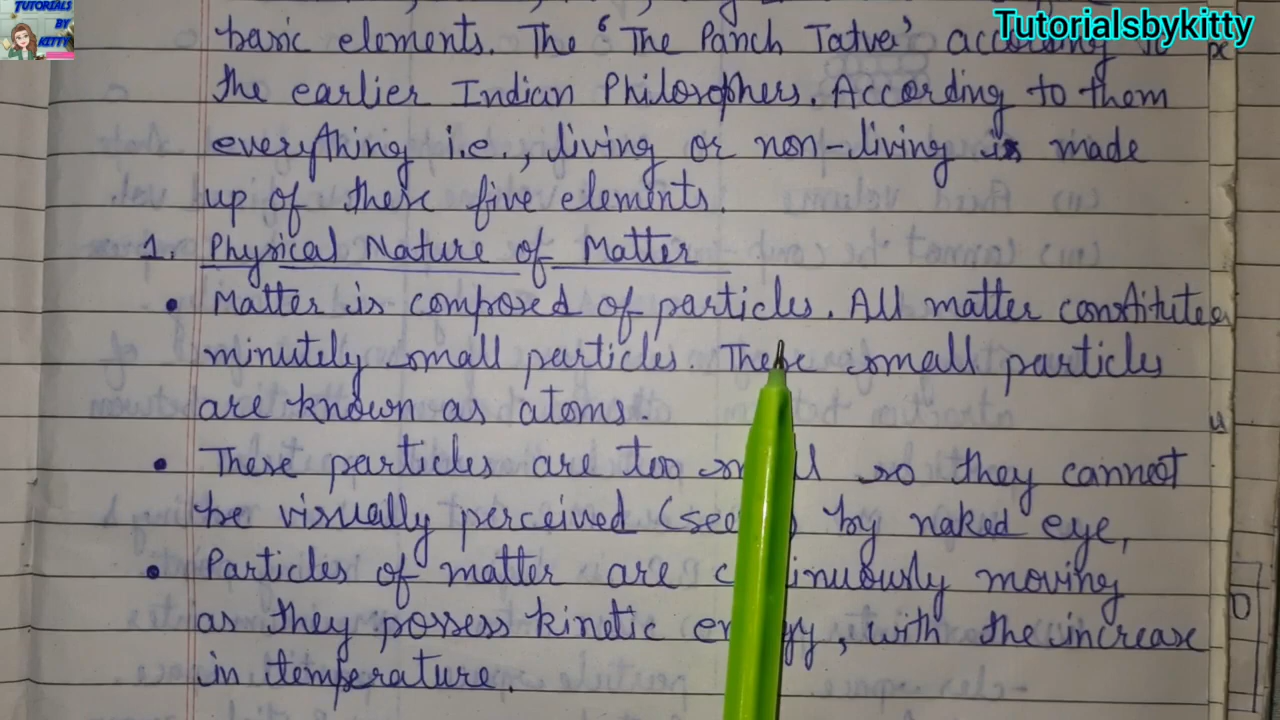 TUTORIALS
BY
KITTY
Tutorialsbykitty
basic elements. The ' The Panch Tatva' according to
the earlier Indian Philosophers. According to them
everything i.e., living or non-living is made
up of these five elements.
1. Physical Nature of Matter
• Matter is composed of particles. All matter constitutes
minutely small particles. These small particles
are known as atoms.
• These particles are too small so they cannot
be visually perceived (seen) by naked eye,
• Particles of matter are continuously moving
as they possess kinetic energy, with the increase
in temperature.